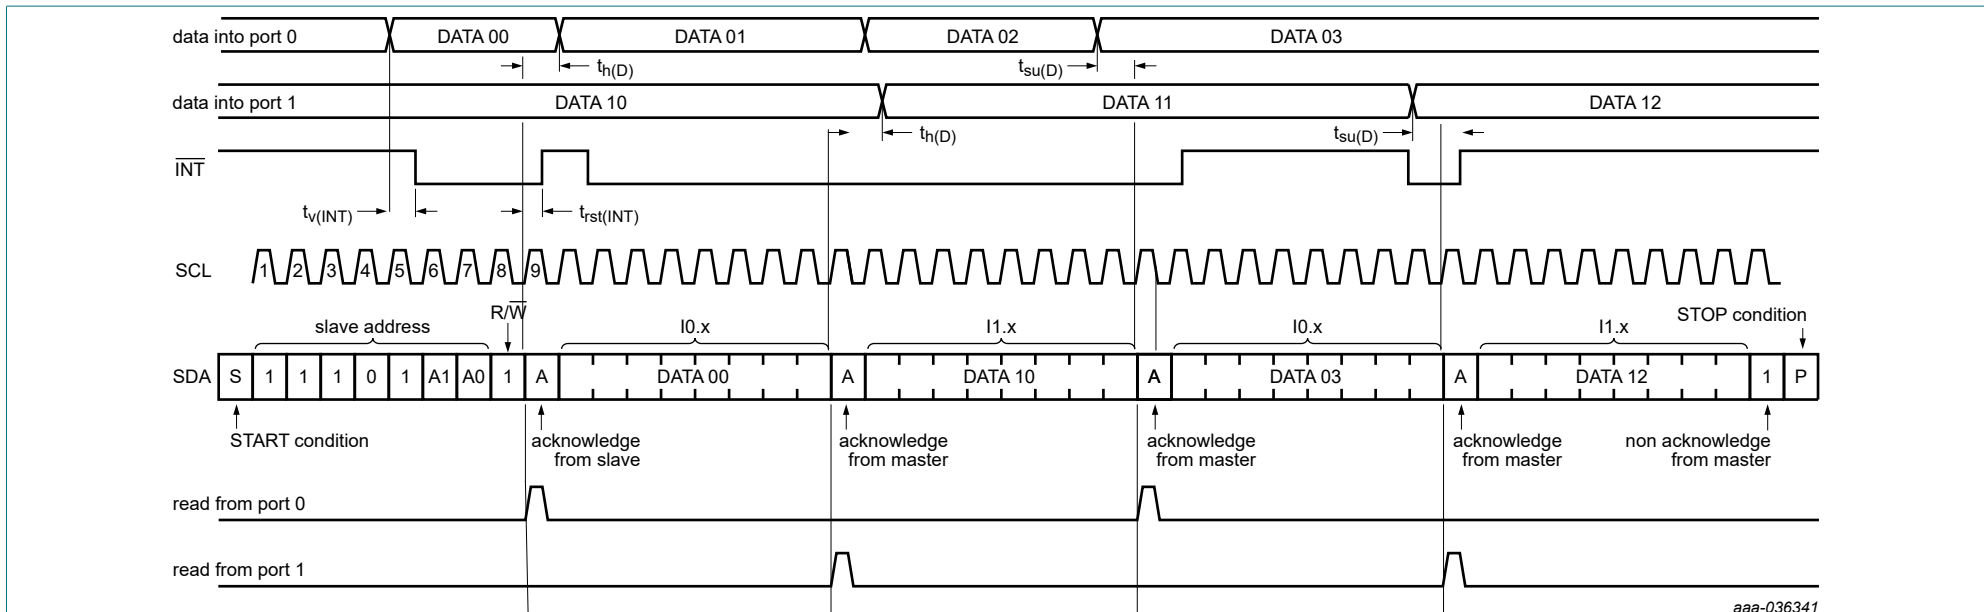 data into port 0 DATA 00 DATA 01 DATA 02 DATA 03
th(D) tsu(D)
data into port 1 DATA 10 DATA 11 DATA 12
th(D) tsu(D)
INT
tv(INT) trst(INT)
SCL 1 2 3 4 5 6 7 8 9
R/W
slave address I0.x I1.x I0.x I1.x STOP condition
SDA S 1 1 1 0 1 A1 A0 1 A DATA 00 A DATA 10 A DATA 03 A DATA 12 1 P
START condition acknowledge acknowledge acknowledge acknowledge non acknowledge
from slave from master from master from master from master
read from port 0
read from port 1
aaa-036341